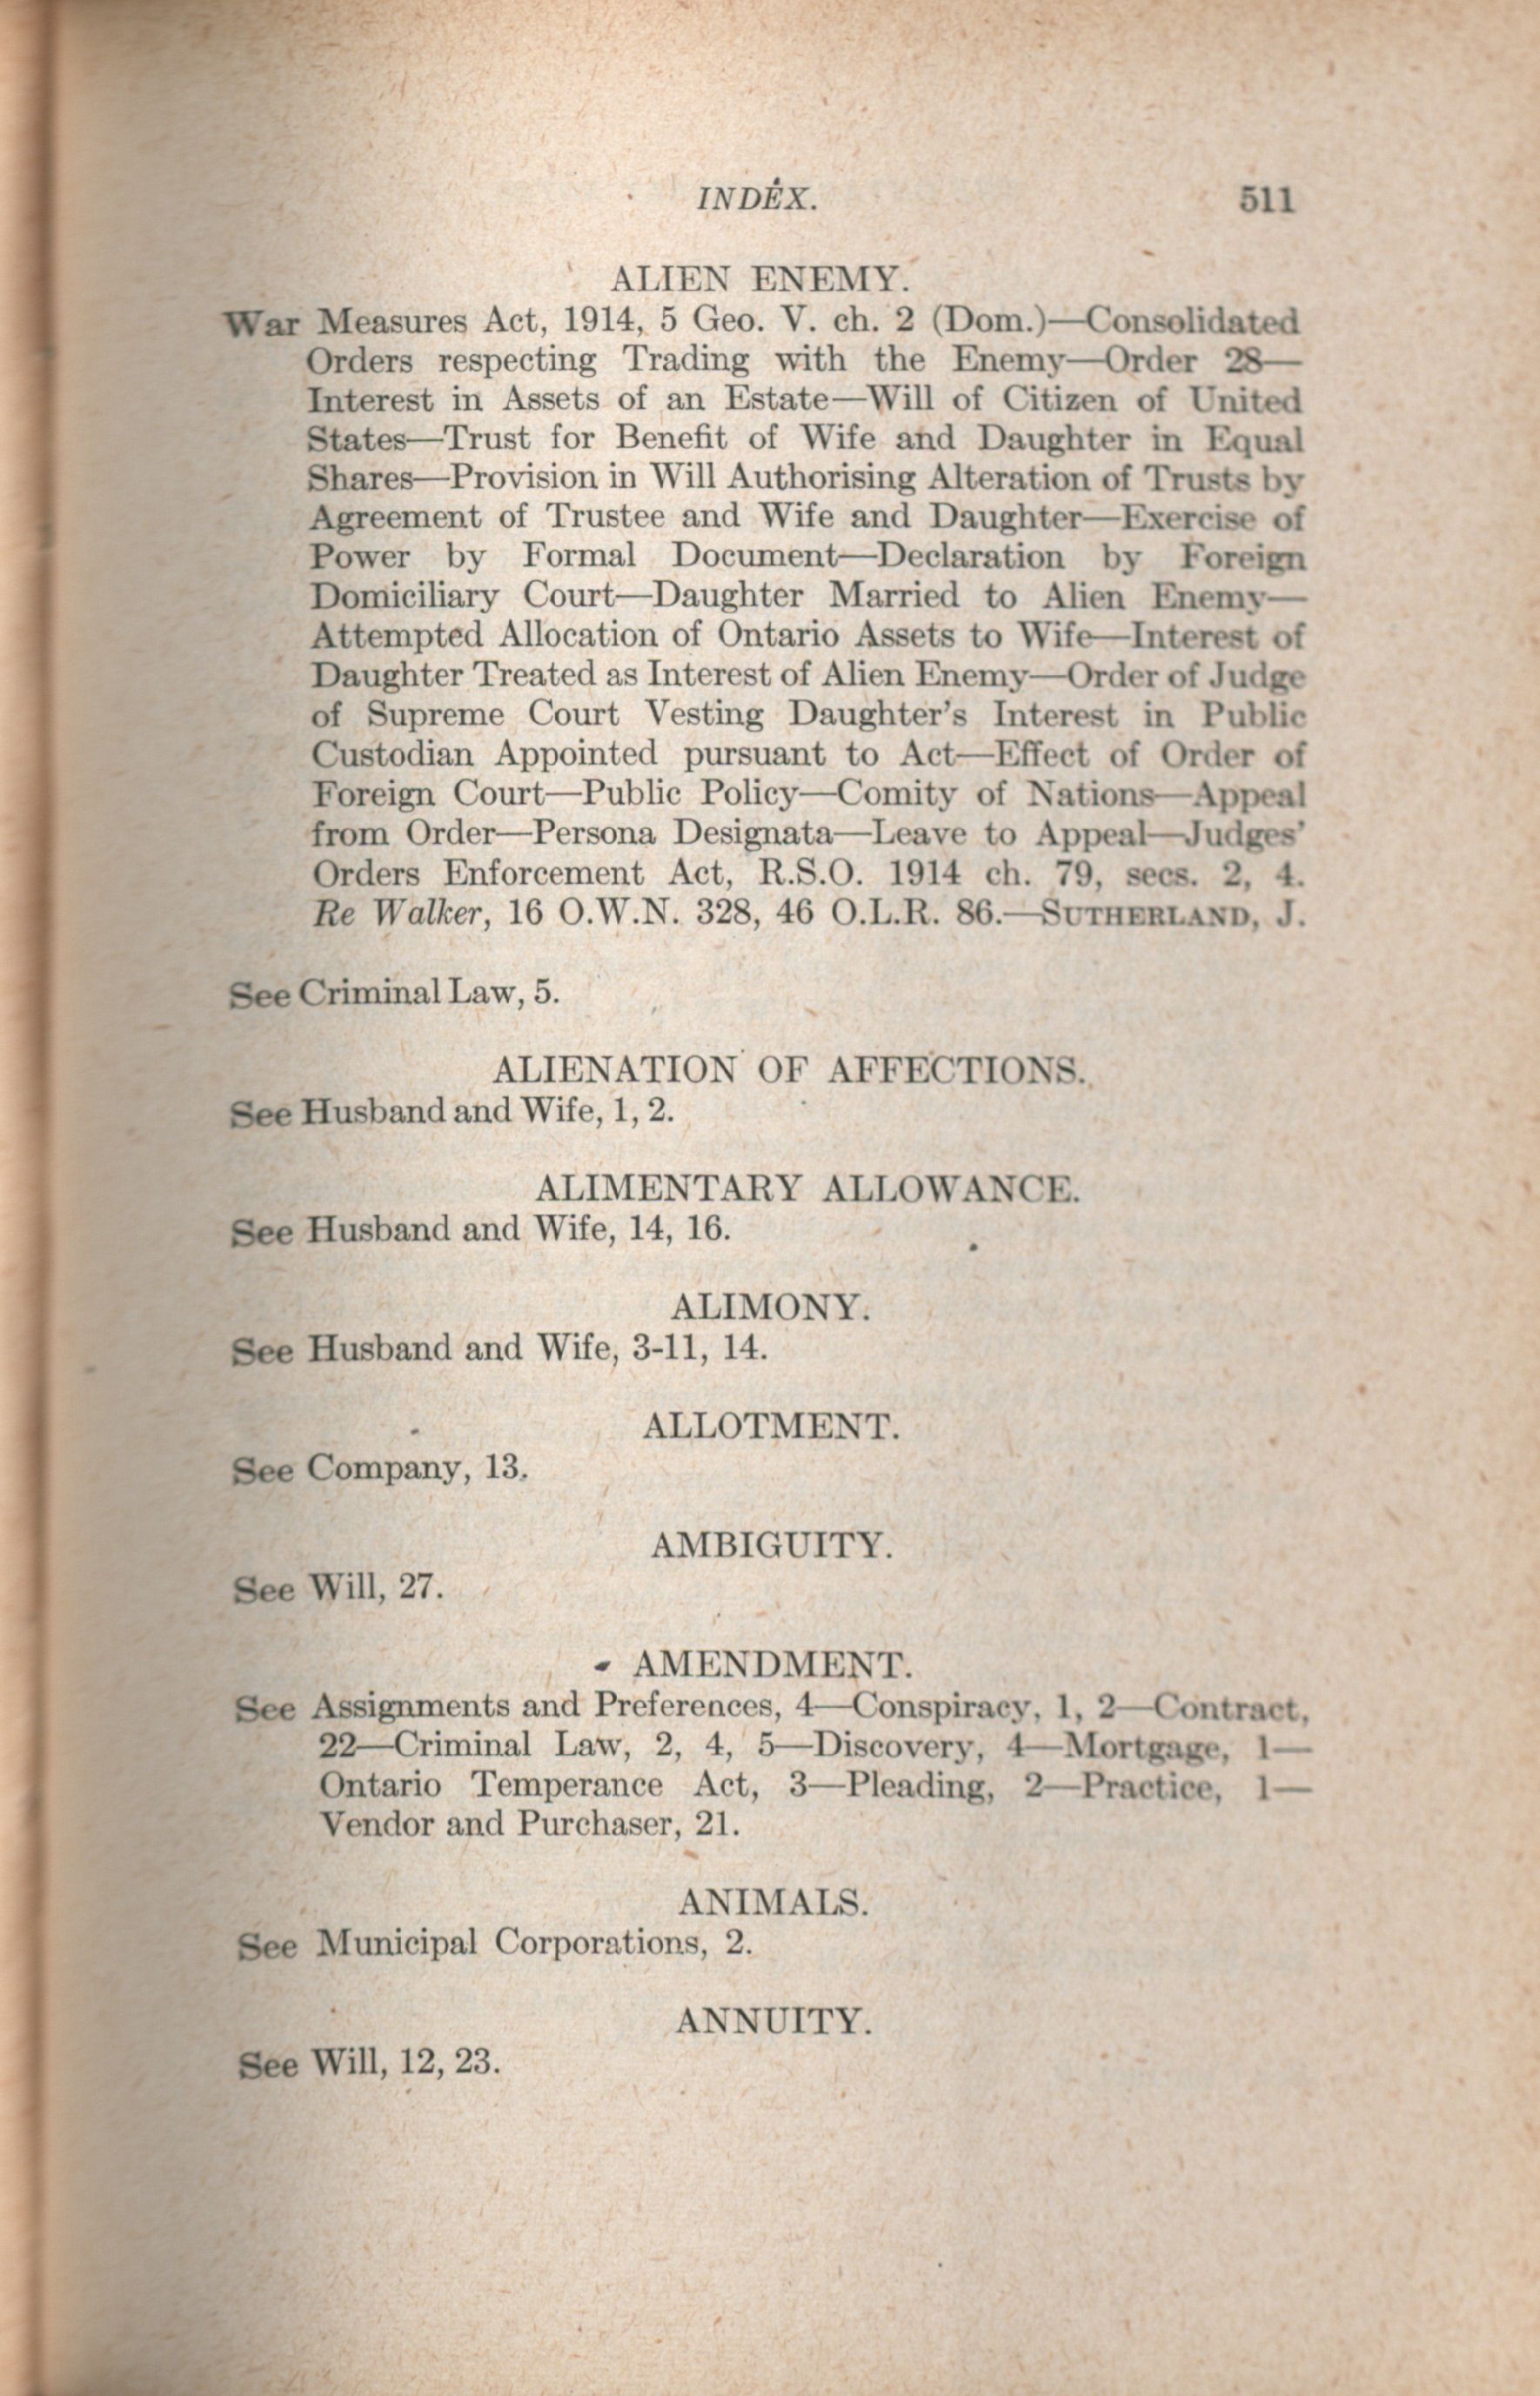 INDEX.
511
ALIEN ENEMY.
War Measures Act, 1914, 5 Geo. V. ch. 2 (Dom.)—Consolidated
Orders respecting Trading with the Enemy—Order 28—
Interest in Assets of an Estate—Will of Citizen of United
States—Trust for Benefit of Wife and Daughter in Equal
Shares—Provision in Will Authorising Alteration of Trusts by
Agreement of Trustee and Wife and Daughter—Exercise of
Power by Formal Document—Declaration by Foreign
Domiciliary Court—Daughter Married to Alien Enemy—
Attempted Allocation of Ontario Assets to Wife—Interest of
Daughter Treated as Interest of Alien Enemy—Order of Judge
of Supreme Court Vesting Daughter's Interest in Public
Custodian Appointed pursuant to Act—Effect of Order of
Foreign Court—Public Policy—Comity of Nations—Appeal
from Order—Persona Designata—Leave to Appeal—Judges'
Orders Enforcement Act, R.S.O. 1914 ch. 79, secs. 2, 4.
Re Walker, 16 O.W.N. 328, 46 O.L.R. 86.—SUTHERLAND, J.
See Criminal Law, 5.
ALIENATION OF AFFECTIONS.
See Husband and Wife, 1, 2.
ALIMENTARY ALLOWANCE.
See Husband and Wife, 14, 16.
ALIMONY.
See Husband and Wife, 3-11, 14.
ALLOTMENT.
See Company, 13.
AMBIGUITY.
See Will, 27.
AMENDMENT.
See Assignments and Preferences, 4—Conspiracy, 1, 2—Contract,
22—Criminal Law, 2, 4, 5—Discovery, 4—Mortgage, 1—
Ontario Temperance Act, 3—Pleading, 2—Practice, 1—
Vendor and Purchaser, 21.
ANIMALS.
See Municipal Corporations, 2.
ANNUITY.
See Will, 12, 23.